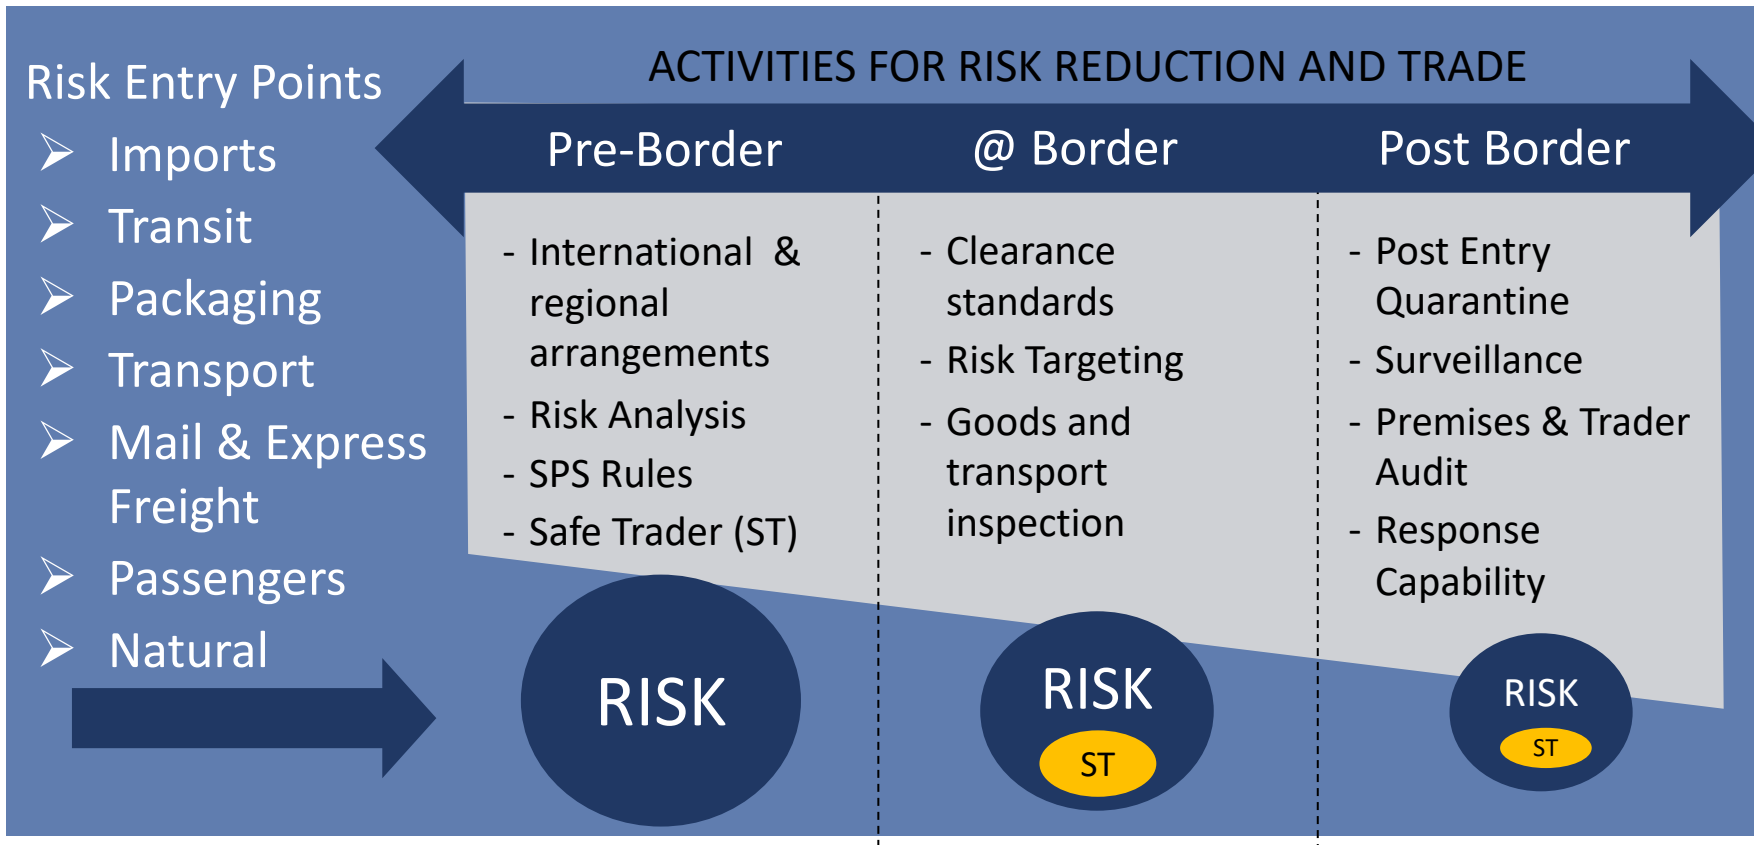 ACTIVITIES FOR RISK REDUCTION AND TRADE
Risk Entry Points
Imports
Transit
Packaging
Transport
Mail & Express
Freight
Passengers
Natural
Pre-Border
- International &
regional
arrangements
- Risk Analysis
- SPS Rules
- Safe Trader (ST)
@ Border
- Clearance
standards
- Risk Targeting
- Goods and
transport
inspection
Post Border
- Post Entry
Quarantine
- Surveillance
- Premises & Trader
Audit
- Response
Capability
RISK
RISK
ST
RISK
ST